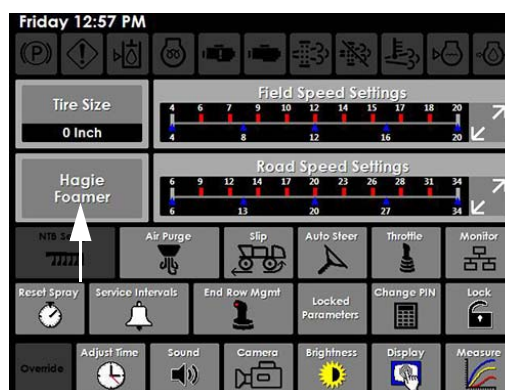 Friday 12:57 PM
Tire Size
0 Inch
Field Speed Settings
4 6 7 9 10 12 14 15 17 18 20
4 8 12 16 20
Hagie
Foamer
Road Speed Settings
6 9 12 14 17 20 23 26 28 31 34
6 13 20 27 34
Air Purge
Slip
Auto Steer
Throttle
Monitor
Reset Spray
Service Intervals
End Row Mgmt
Locked
Parameters
Change PIN
Lock
Override
Adjust Time
Sound
Camera
Brightness
Display
Measure